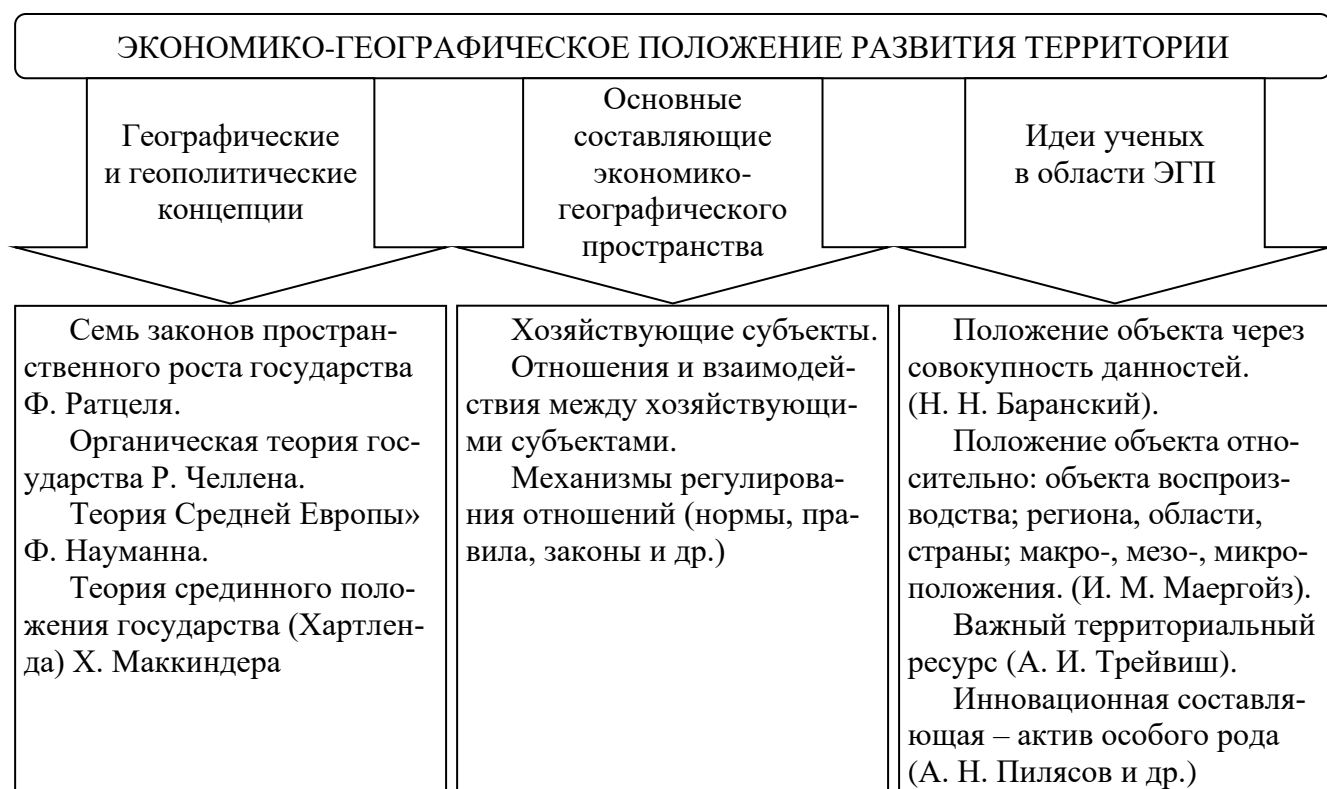 ЭКОНОМИКО-ГЕОГРАФИЧЕСКОЕ ПОЛОЖЕНИЕ РАЗВИТИЯ ТЕРРИТОРИИ
Географические
и геополитические
концепции
Основные
составляющие
экономико-
географического
пространства
Идеи ученых
в области ЭГП
Семь законов простран-
ственного роста государства
Ф. Ратцеля.
Органическая теория гос-
ударства Р. Челлена.
Теория Средней Европы»
Ф. Науманна.
Теория срединного поло-
жения государства (Хартлен-
да) Х. Маккиндера
Хозяйствующие субъекты.
Отношения и взаимодей-
ствия между хозяйствующи-
ми субъектами.
Механизмы регулирова-
ния отношений (нормы, пра-
вила, законы и др.)
Положение объекта через
совокупность данностей.
(Н. Н. Баранский).
Положение объекта отно-
сительно: объекта воспроиз-
водства; региона, области,
страны; макро-, мезо-, микро-
положения. (И. М. Маергойз).
Важный территориальный
ресурс (А. И. Трейвиш).
Инновационная составля-
ющая – актив особого рода
(А. Н. Пилясов и др.)